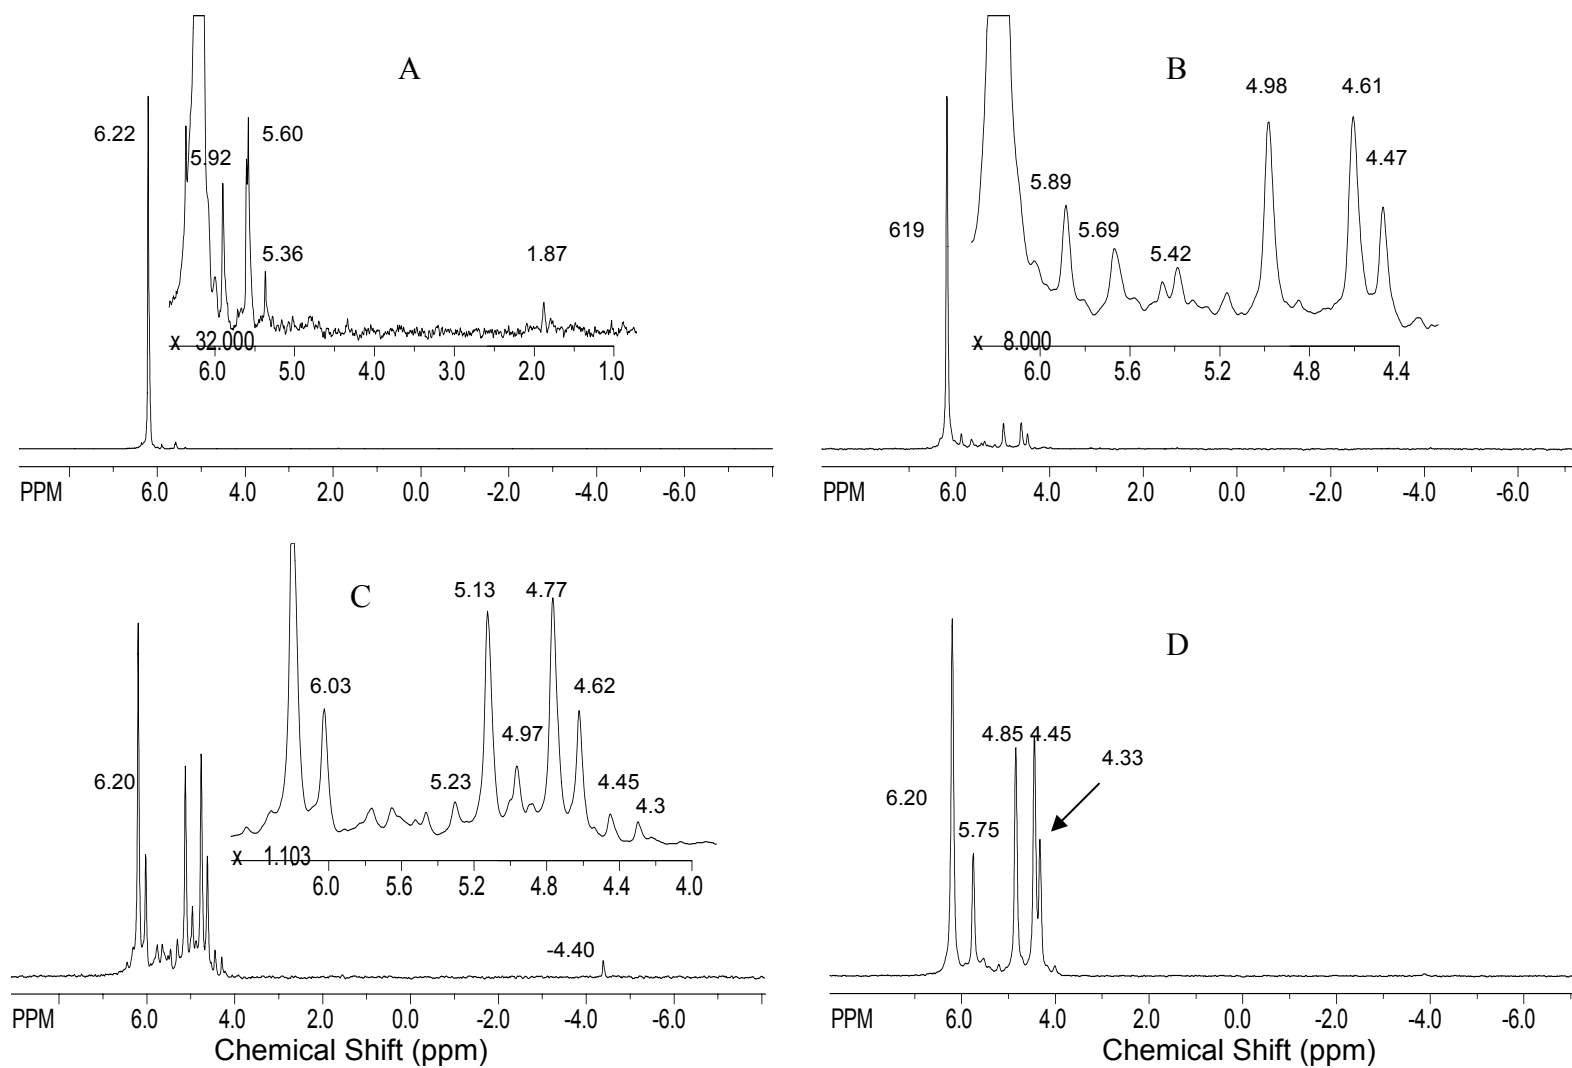 A
6.22
5.92
5.60
5.36
1.87
x 32.000
6.0 5.0 4.0 3.0 2.0 1.0
PPM 6.0 4.0 2.0 0.0 -2.0 -4.0 -6.0
B
619
5.89
5.69
5.42
4.98
4.61
4.47
x 8.000
6.0 5.6 5.2 4.8 4.4
PPM 6.0 4.0 2.0 0.0 -2.0 -4.0 -6.0
C
6.20
6.03
5.23
5.13
4.97
4.77
4.62
4.45
4.3
-4.40
x 1.103
6.0 5.6 5.2 4.8 4.4 4.0
PPM 6.0 4.0 2.0 0.0 -2.0 -4.0 -6.0
Chemical Shift (ppm)
D
6.20
5.75
4.85 4.45
4.33
PPM 6.0 4.0 2.0 0.0 -2.0 -4.0 -6.0
Chemical Shift (ppm)